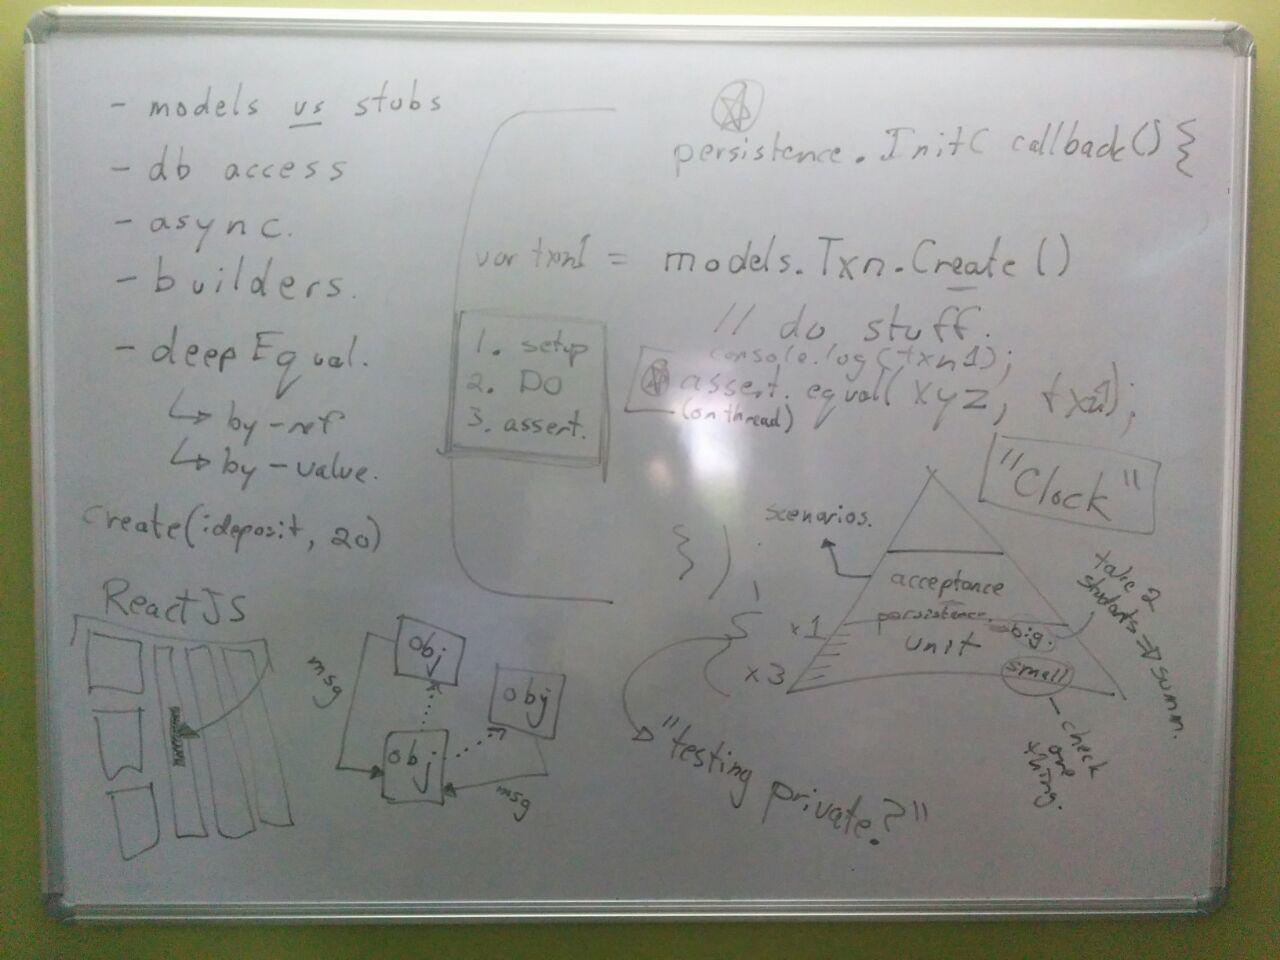 - models vs stubs
- db access
- async.
- builders.
- deepEqual.
↳ by-ref
↳ by-value.
create(:deposit, 20)
ReactJS
persistence.Init( callback() {
var txn1 = models.Txn.Create()
// do stuff.
console.log(txn1);
assert.equal(xyz, txn1);
(on thread)
} ) ;
1. setup
2. DO
3. assert.
"Clock"
scenarios.
acceptance
persistence
unit
big.
small
x1
x3
take 2
students → summ.
check
one
thing.
"testing private?"
obj
obj
obj
msg
msg